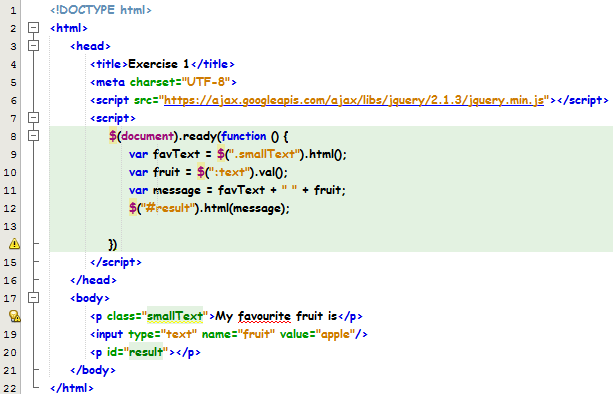 1 <!DOCTYPE html>
2 <html>
3 <head>
4 <title>Exercise 1</title>
5 <meta charset="UTF-8">
6 <script src="https://ajax.googleapis.com/ajax/libs/jquery/2.1.3/jquery.min.js"></script>
7 <script>
8 $(document).ready(function () {
9 var favText = $(".smallText").html();
10 var fruit = $(":text").val();
11 var message = favText + " " + fruit;
12 $("#result").html(message);
13
})
15 </script>
16 </head>
17 <body>
<p class="smallText">My favourite fruit is</p>
19 <input type="text" name="fruit" value="apple"/>
20 <p id="result"></p>
21 </body>
22 </html>